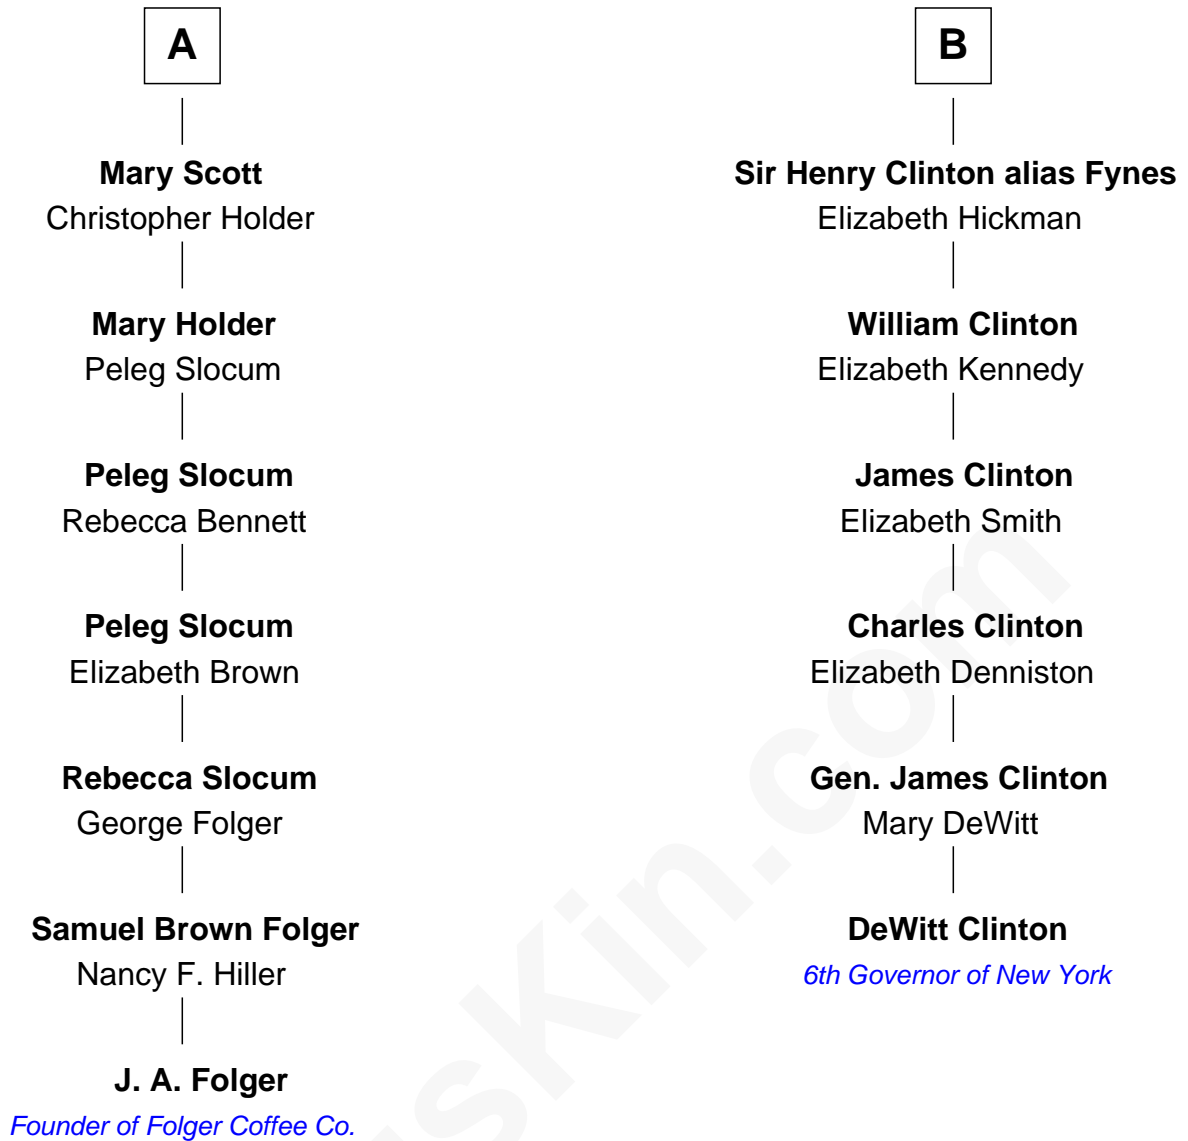 A
Mary Scott
Christopher Holder
Mary Holder
Peleg Slocum
Peleg Slocum
Rebecca Bennett
Peleg Slocum
Elizabeth Brown
Rebecca Slocum
George Folger
Samuel Brown Folger
Nancy F. Hiller
J. A. Folger
Founder of Folger Coffee Co.
B
Sir Henry Clinton alias Fynes
Elizabeth Hickman
William Clinton
Elizabeth Kennedy
James Clinton
Elizabeth Smith
Charles Clinton
Elizabeth Denniston
Gen. James Clinton
Mary DeWitt
DeWitt Clinton
6th Governor of New York